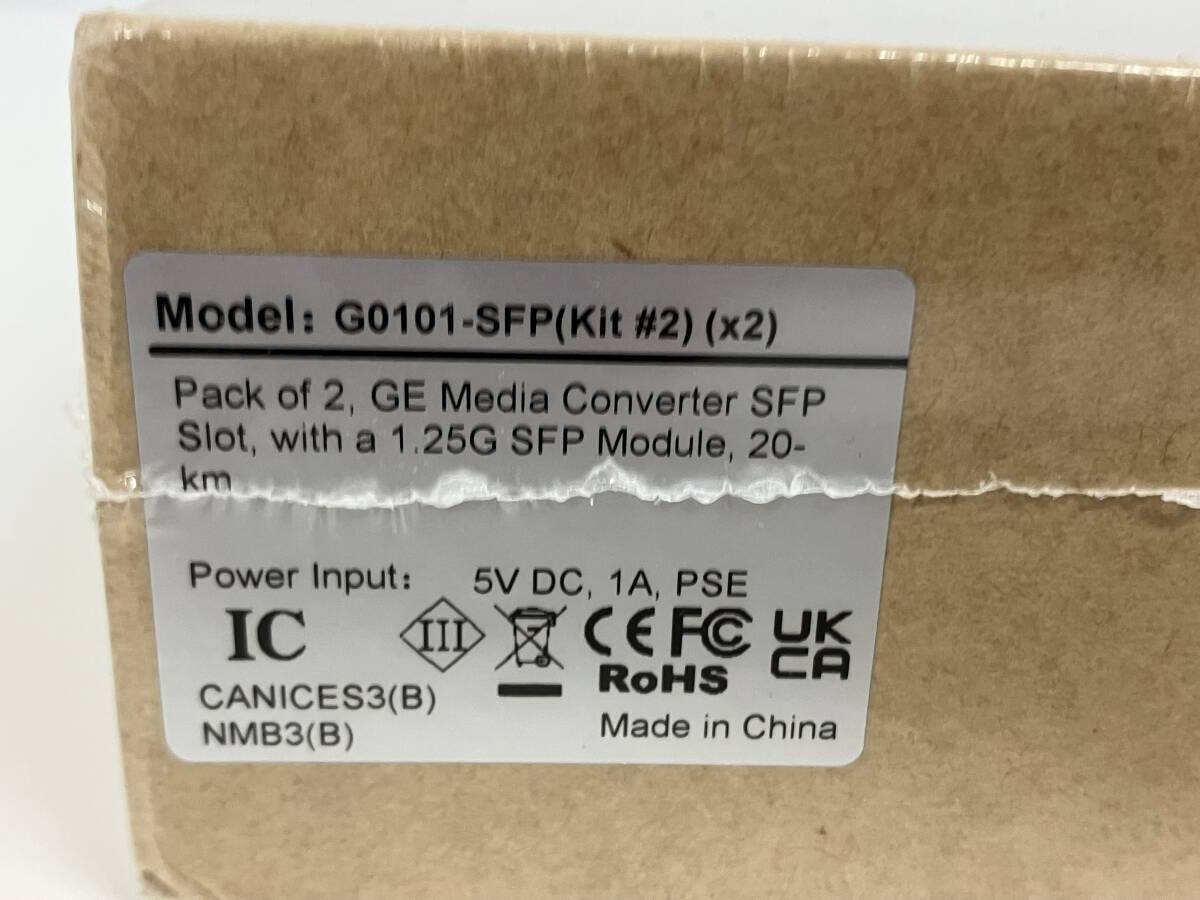 Model: G0101-SFP(Kit #2) (x2)
Pack of 2, GE Media Converter SFP
Slot, with a 1.25G SFP Module, 20-
km
Power Input: 5V DC, 1A, PSE
IC III CE FC UK
CA
RoHS
CANICES3(B)
NMB3(B)
Made in China